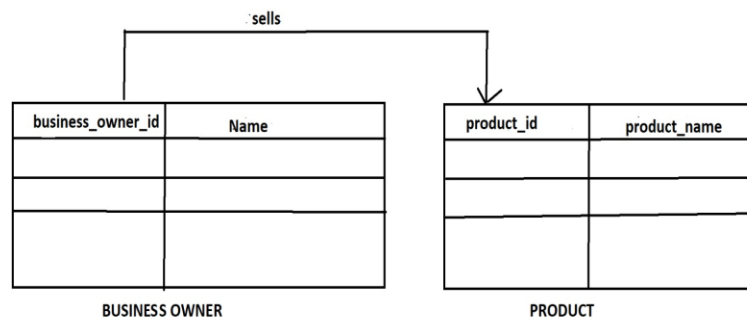 sells
business_owner_id
Name
product_id
product_name
BUSINESS OWNER
PRODUCT